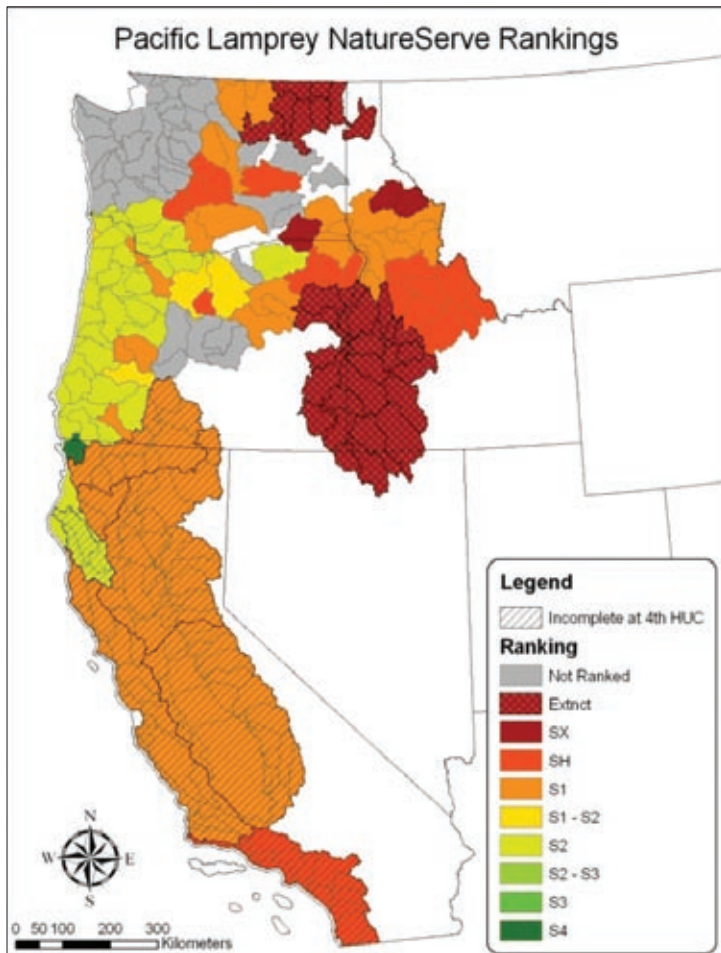 Pacific Lamprey NatureServe Rankings
Legend
Incomplete at 4th HUC
Ranking
Not Ranked
Extnct
SX
SH
S1
S1 - S2
S2
S2 - S3
S3
S4
N
W E
S
0 50 100 200 300
Kilometers